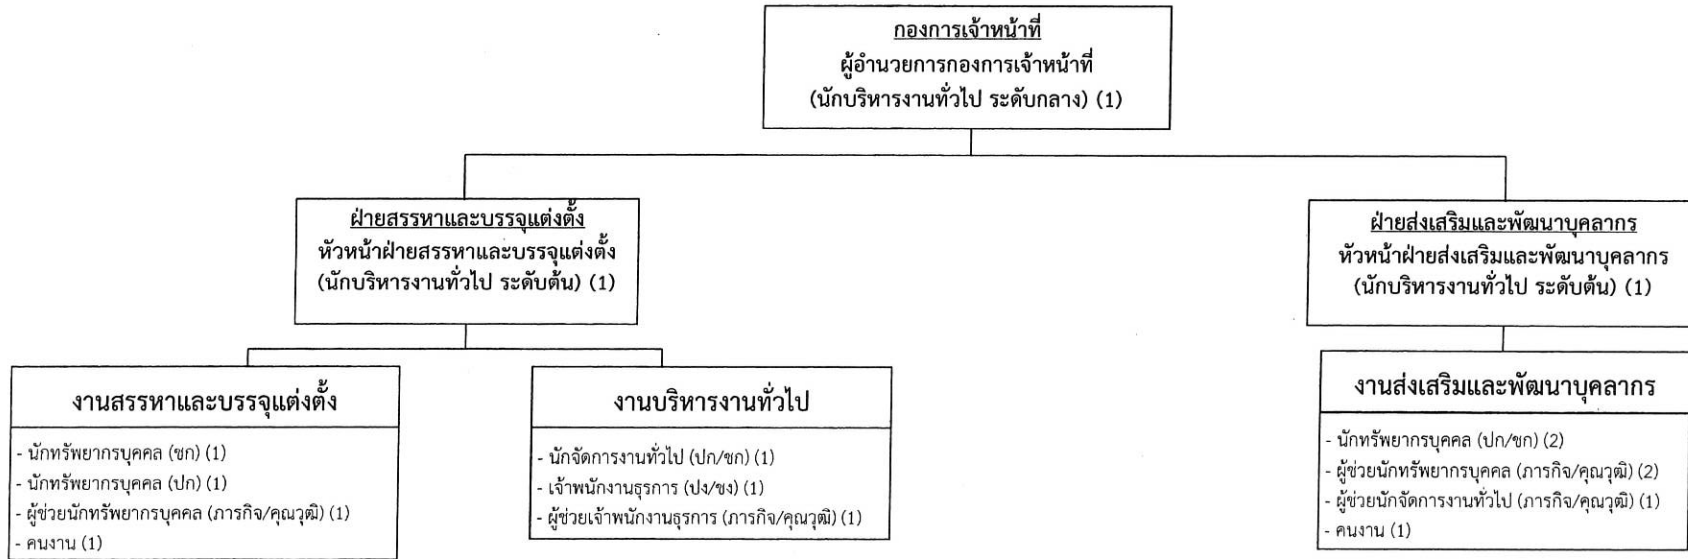 กองการเจ้าหน้าที่
ผู้อำนวยการกองการเจ้าหน้าที่
(นักบริหารงานทั่วไป ระดับกลาง) (1)
ฝ่ายสรรหาและบรรจุแต่งตั้ง
หัวหน้าฝ่ายสรรหาและบรรจุแต่งตั้ง
(นักบริหารงานทั่วไป ระดับต้น) (1)
ฝ่ายส่งเสริมและพัฒนาบุคลากร
หัวหน้าฝ่ายส่งเสริมและพัฒนาบุคลากร
(นักบริหารงานทั่วไป ระดับต้น) (1)
งานสรรหาและบรรจุแต่งตั้ง
- นักทรัพยากรบุคคล (ชก) (1)
- นักทรัพยากรบุคคล (ปก) (1)
- ผู้ช่วยนักทรัพยากรบุคคล (ภารกิจ/คุณวุฒิ) (1)
- คนงาน (1)
งานบริหารงานทั่วไป
- นักจัดการงานทั่วไป (ปก/ชก) (1)
- เจ้าพนักงานธุรการ (ปง/ชง) (1)
- ผู้ช่วยเจ้าพนักงานธุรการ (ภารกิจ/คุณวุฒิ) (1)
งานส่งเสริมและพัฒนาบุคลากร
- นักทรัพยากรบุคคล (ปก/ชก) (2)
- ผู้ช่วยนักทรัพยากรบุคคล (ภารกิจ/คุณวุฒิ) (2)
- ผู้ช่วยนักจัดการงานทั่วไป (ภารกิจ/คุณวุฒิ) (1)
- คนงาน (1)